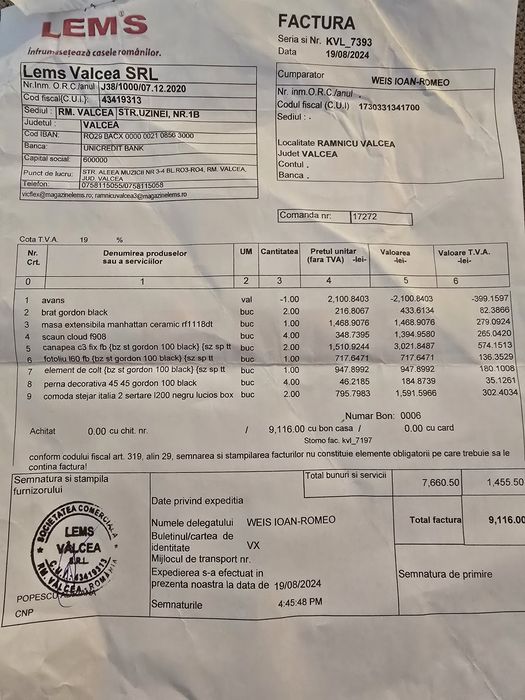 LEM'S
înfrumusețează casele românilor.
FACTURA
Seria si Nr. KVL_7393
Data 19/08/2024
Lems Valcea SRL
Nr.Inm. O.R.C./anul J38/1000/07.12.2020
Cod fiscal(C.U.I.): 43419313
Sediul : RM. VALCEA STR.UZINEI, NR.1B
Judetul : VALCEA
Cod IBAN: RO29 BACX 0000 0021 0856 3000
Banca: UNICREDIT BANK
Capital social: 600000
Punct de lucru: STR. ALEEA MUZICII NR 3-4 BL.RO3-RO4, RM. VALCEA, JUD. VALCEA
Telefon: 0758115055/0758115058
vicflex@magazinelems.ro; ramnicuvalcea3@magazinelems.ro
Cumparator WEIS IOAN-ROMEO
Nr. inm. O.R.C./anul .
Codul fiscal (C.U.I) 1730331341700
Sediul : .
Localitate RAMNICU VALCEA
Judet VALCEA
Contul .
Banca .
Comanda nr: 17272
Cota T.V.A. 19 %
Nr. Crt. Denumirea produselor sau a serviciilor UM Cantitatea Pretul unitar (fara TVA) -lei- Valoarea -lei- Valoare T.V.A. -lei-
0 1 2 3 4 5 6
1 avans val -1.00 2,100.8403 -2,100.8403 -399.1597
2 brat gordon black buc 2.00 216.8067 433.6134 82.3866
3 masa extensibila manhattan ceramic rf1118dt buc 1.00 1,468.9076 1,468.9076 279.0924
4 scaun cloud f908 buc 4.00 348.7395 1,394.9580 265.0420
5 canapea c3 fix fb {bz st gordon 100 black} {sz sp tt buc 2.00 1,510.9244 3,021.8487 574.1513
6 fotoliu l60 fb {bz st gordon 100 black} {sz sp tt buc 1.00 717.6471 717.6471 136.3529
7 element de colt {bz st gordon 100 black} {sz sp buc 1.00 947.8992 947.8992 180.1008
8 perna decorativa 45 45 gordon 100 black buc 4.00 46.2185 184.8739 35.1261
9 comoda stejar italia 2 sertare l200 negru lucios box buc 2.00 795.7983 1,591.5966 302.4034
Numar Bon: 0006
Achitat 0.00 cu chit. nr. / 9,116.00 cu bon casa / 0.00 cu card
Storno fac. kvl_7197
conform codului fiscal art. 319, alin 29, semnarea si stampilarea facturilor nu constituie elemente obligatorii pe care trebuie sa le
contina factura!
Semnatura si stampila furnizorului
Total bunuri si servicii 7,660.50 1,455.50
Data privind expeditia
Numele delegatului WEIS IOAN-ROMEO
Buletinul/cartea de identitate VX
Mijlocul de transport nr.
Expedierea s-a efectuat in
prezenta noastra la data de 19/08/2024
Semnaturile 4:45:48 PM
Total factura 9,116.00
Semnatura de primire
SOCIETATEA COMERCIALA
LEMS
VALCEA
SRL
C.U.I. 43419313
RM. VALCEA - ROMANIA
POPESCU
CNP